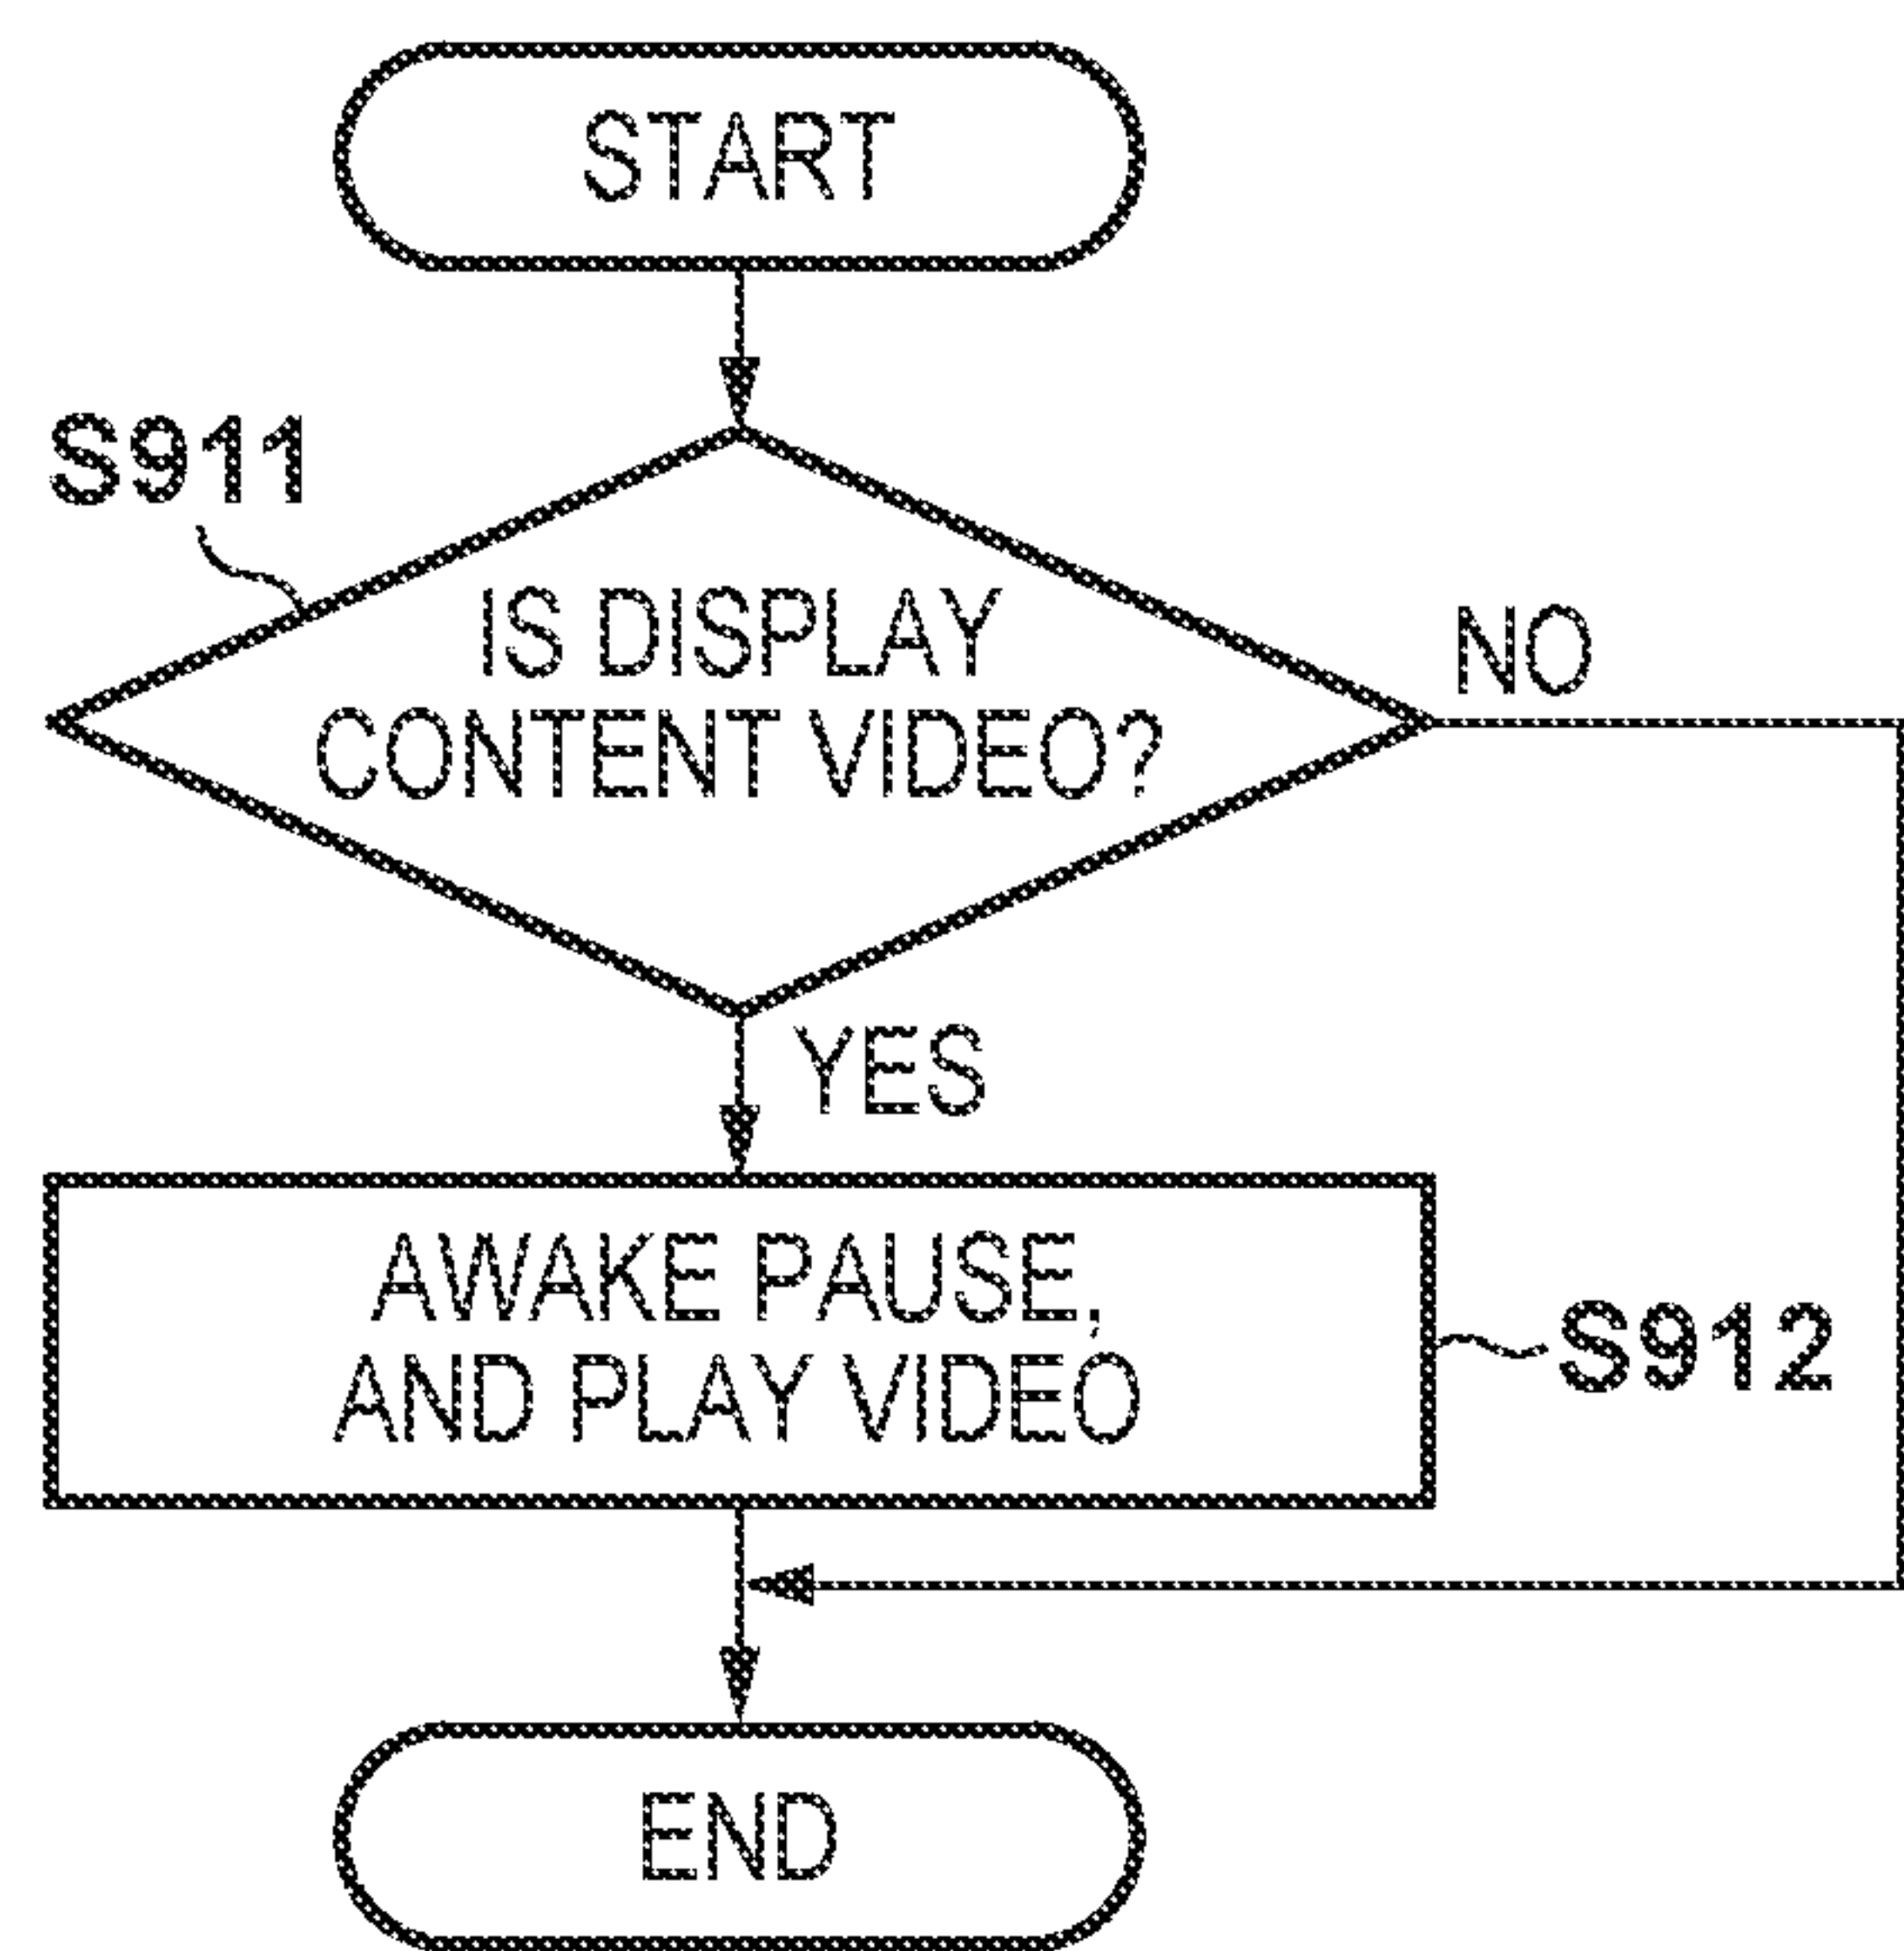 START
S911
IS DISPLAY
CONTENT VIDEO?
NO
YES
AWAKE PAUSE,
AND PLAY VIDEO
S912
END